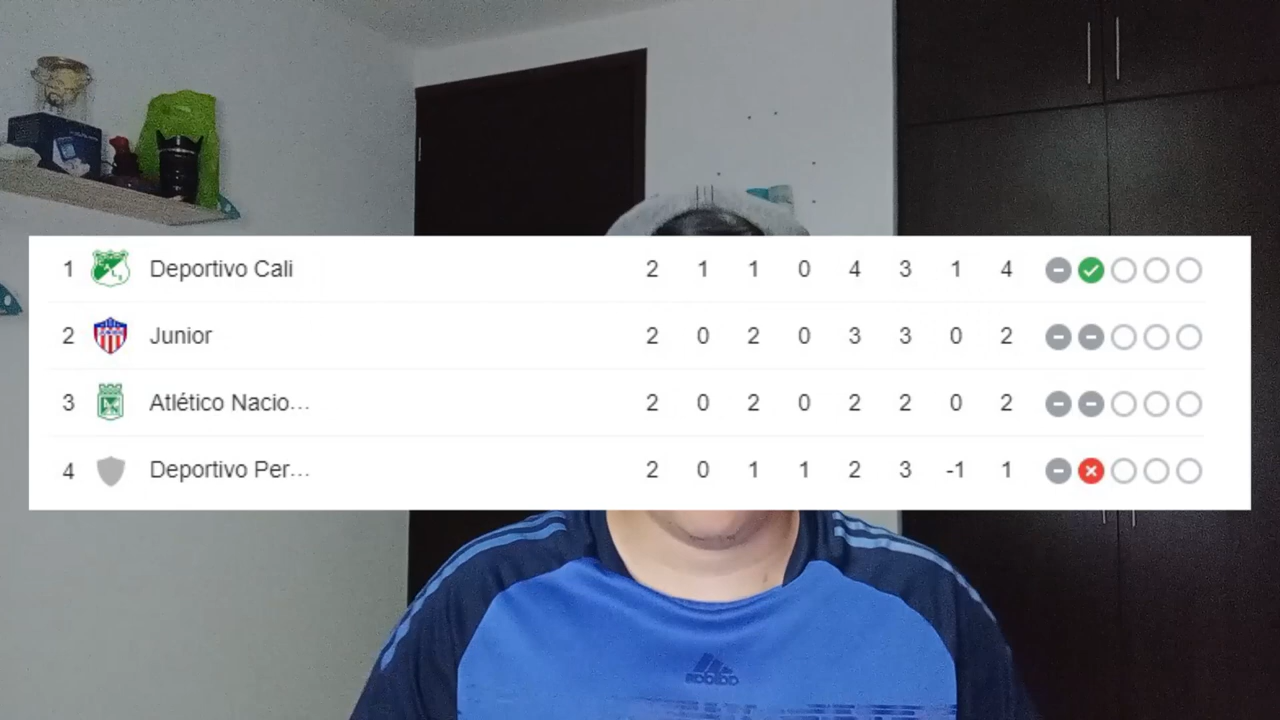 1 Deportivo Cali 2 1 1 0 4 3 1 4
2 Junior 2 0 2 0 3 3 0 2
3 Atlético Nacio... 2 0 2 0 2 2 0 2
4 Deportivo Per... 2 0 1 1 2 3 -1 1
adidas